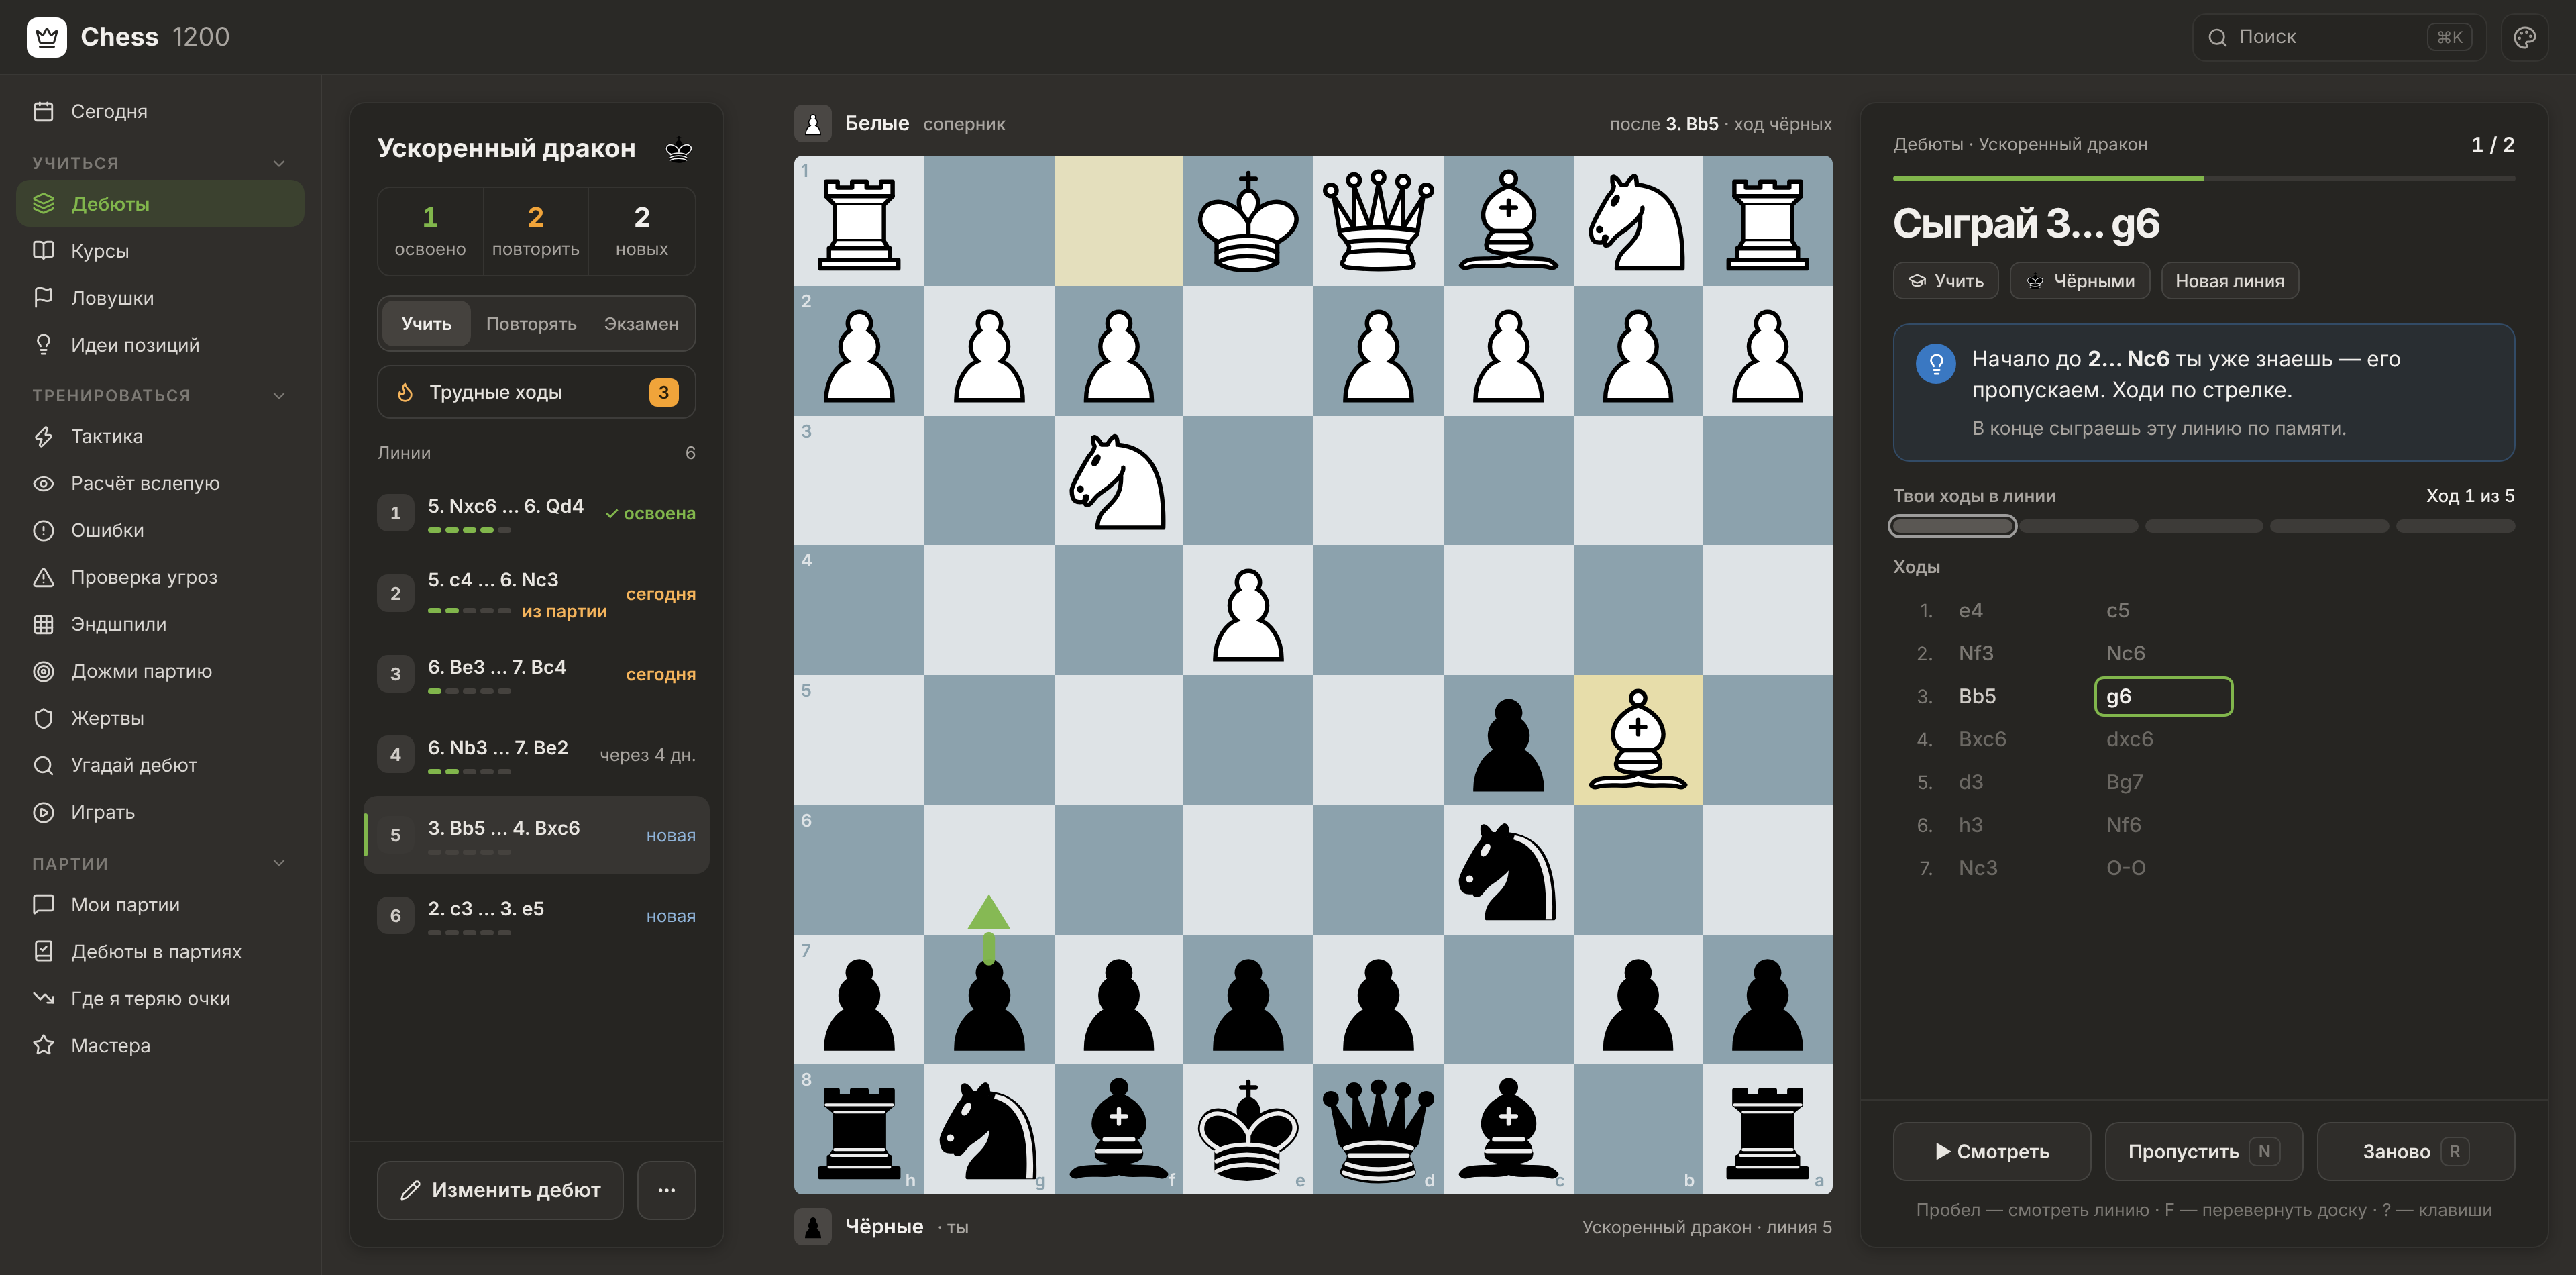 Chess 1200
Поиск ⌘K
Сегодня
УЧИТЬСЯ
Дебюты
Курсы
Ловушки
Идеи позиций
ТРЕНИРОВАТЬСЯ
Тактика
Расчёт вслепую
Ошибки
Проверка угроз
Эндшпили
Дожми партию
Жертвы
Угадай дебют
Играть
ПАРТИИ
Мои партии
Дебюты в партиях
Где я теряю очки
Мастера
Ускоренный дракон
1 2 2
освоено повторить новых
Учить Повторять Экзамен
Трудные ходы 3
Линии 6
1 5. Nxc6 ... 6. Qd4 ✓ освоена
2 5. c4 ... 6. Nc3 сегодня
из партии
3 6. Be3 ... 7. Bc4 сегодня
4 6. Nb3 ... 7. Be2 через 4 дн.
5 3. Bb5 ... 4. Bxc6 новая
6 2. c3 ... 3. e5 новая
Изменить дебют ...
Белые соперник после 3. Bb5 · ход чёрных
1
2
3
4
5
6
7
8
h g f e d c b a
Чёрные · ты Ускоренный дракон · линия 5
Дебюты · Ускоренный дракон 1 / 2
Сыграй 3... g6
Учить Чёрными Новая линия
Начало до 2... Nc6 ты уже знаешь — его
пропускаем. Ходи по стрелке.
В конце сыграешь эту линию по памяти.
Твои ходы в линии Ход 1 из 5
Ходы
1. e4 c5
2. Nf3 Nc6
3. Bb5 g6
4. Bxc6 dxc6
5. d3 Bg7
6. h3 Nf6
7. Nc3 O-O
▶ Смотреть Пропустить N Заново R
Пробел — смотреть линию · F — перевернуть доску · ? — клавиши